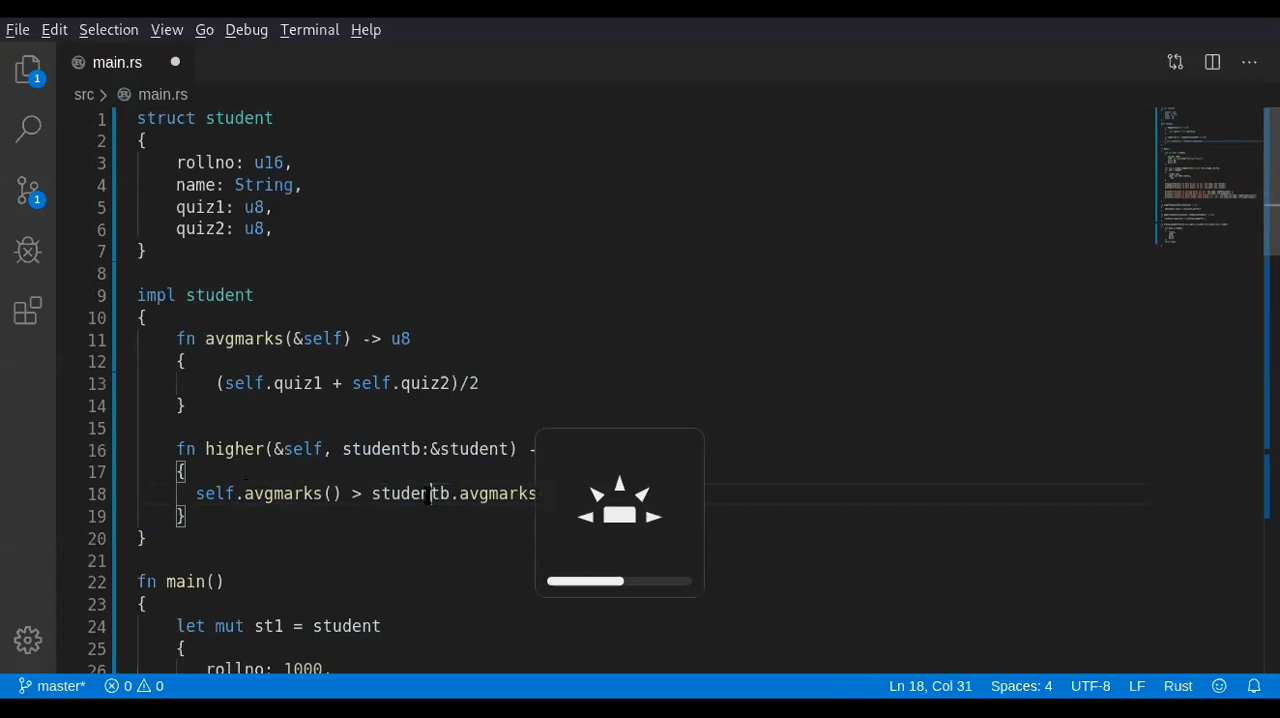 File Edit Selection View Go Debug Terminal Help
main.rs
src > main.rs
1 struct student
2 {
3 rollno: u16,
4 name: String,
5 quiz1: u8,
6 quiz2: u8,
7 }
8
9 impl student
10 {
11 fn avgmarks(&self) -> u8
12 {
13 (self.quiz1 + self.quiz2)/2
14 }
15
16 fn higher(&self, studentb:&student) -
17 {
18 self.avgmarks() > studentb.avgmarks
19 }
20 }
21
22 fn main()
23 {
24 let mut st1 = student
25 {
26 rollno: 1000,
1
1
master* 0 0 Ln 18, Col 31 Spaces: 4 UTF-8 LF Rust